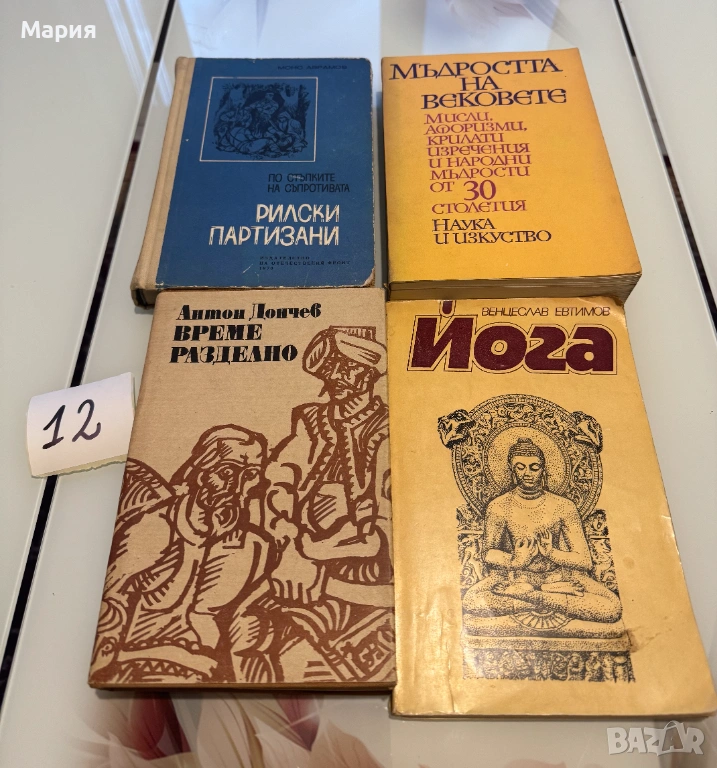 Мария
ПО СТЪПКИТЕ
НА СЪПРОТИВАТА
РИЛСКИ
ПАРТИЗАНИ
МЪДРОСТТА
НА
ВЕКОВЕТЕ
МИСЛИ,
АФОРИЗМИ,
КРИЛАТИ
ИЗРЕЧЕНИЯ
И НАРОДНИ
МЪДРОСТИ
ОТ 30
СТОЛЕТИЯ
НАУКА
И ИЗКУСТВО
Антон Дончев
ВРЕМЕ
РАЗДЕЛНО
ВЕНЦЕСЛАВ ЕВТИМОВ
Йога
12
BAZAR